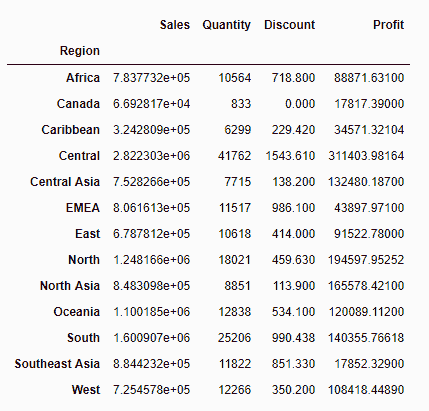 Sales Quantity Discount Profit
Region
Africa 7.837732e+05 10564 718.800 88871.63100
Canada 6.692817e+04 833 0.000 17817.39000
Caribbean 3.242809e+05 6299 229.420 34571.32104
Central 2.822303e+06 41762 1543.610 311403.98164
Central Asia 7.528266e+05 7715 138.200 132480.18700
EMEA 8.061613e+05 11517 986.100 43897.97100
East 6.787812e+05 10618 414.000 91522.78000
North 1.248166e+06 18021 459.630 194597.95252
North Asia 8.483098e+05 8851 113.900 165578.42100
Oceania 1.100185e+06 12838 534.100 120089.11200
South 1.600907e+06 25206 990.438 140355.76618
Southeast Asia 8.844232e+05 11822 851.330 17852.32900
West 7.254578e+05 12266 350.200 108418.44890